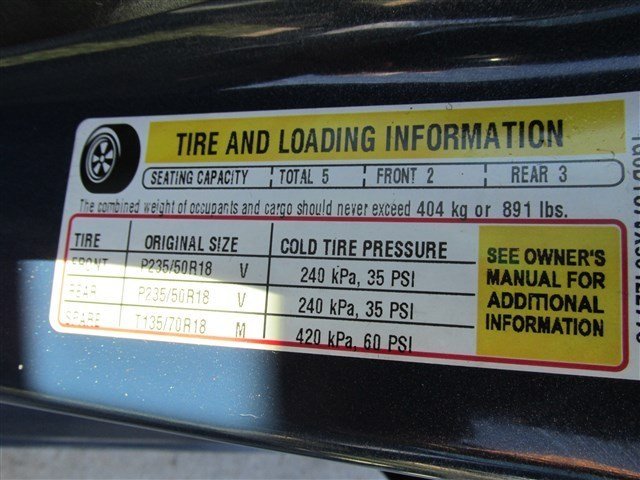 TIRE AND LOADING INFORMATION
SEATING CAPACITY TOTAL 5 FRONT 2 REAR 3
The combined weight of occupants and cargo should never exceed 404 kg or 891 lbs.
TIRE ORIGINAL SIZE COLD TIRE PRESSURE
FRONT P235/50R18 V 240 kPa, 35 PSI
REAR P235/50R18 V 240 kPa, 35 PSI
SPARE T135/70R18 M 420 kPa, 60 PSI
SEE OWNER'S
MANUAL FOR
ADDITIONAL
INFORMATION